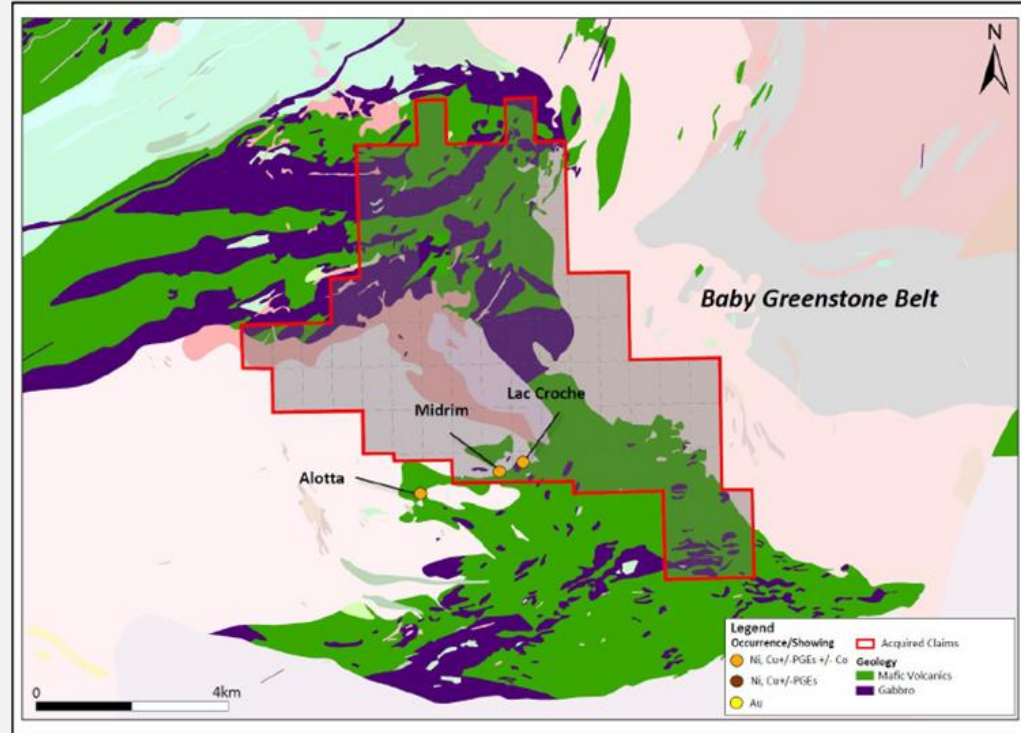 N
Baby Greenstone Belt
Lac Croche
Midrim
Alotta
0 4km
Legend
Occurrence/Showing
Ni, Cu+/-PGEs +/- Co
Ni, Cu+/-PGEs
Au
Acquired Claims
Geology
Mafic Volcanics
Gabbro